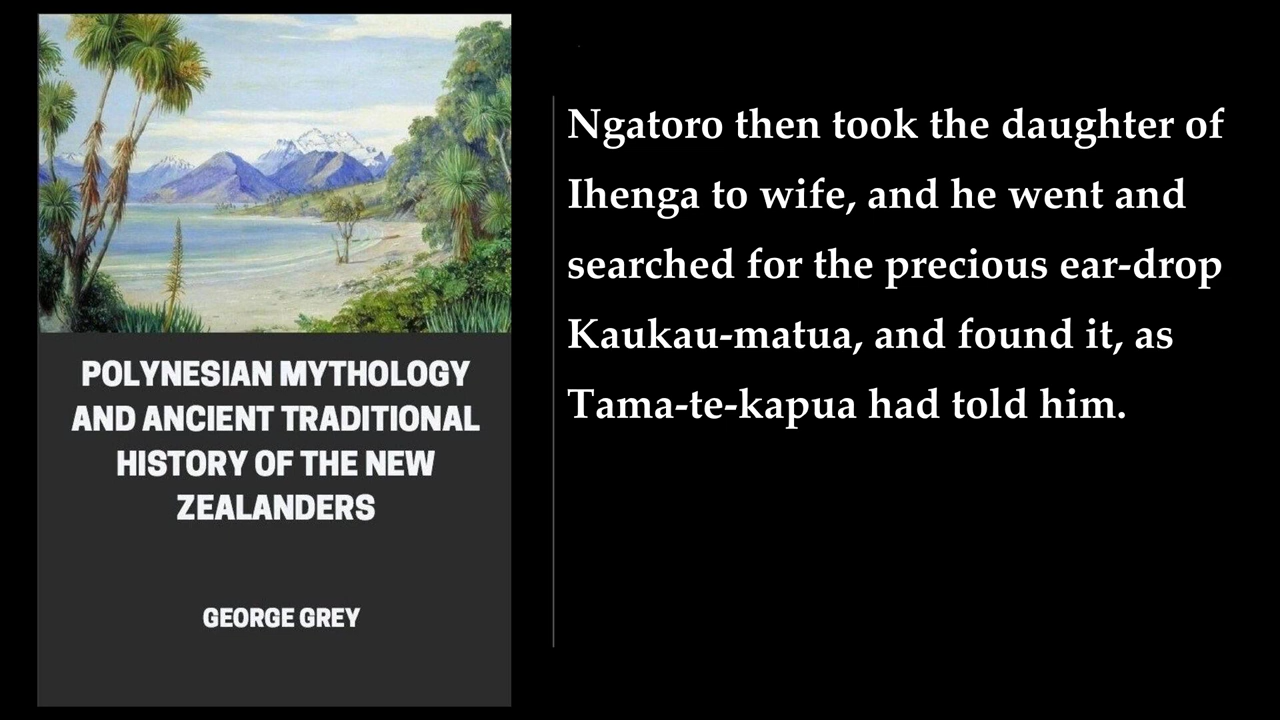 POLYNESIAN MYTHOLOGY
AND ANCIENT TRADITIONAL
HISTORY OF THE NEW
ZEALANDERS
GEORGE GREY
Ngatoro then took the daughter of
Ihenga to wife, and he went and
searched for the precious ear-drop
Kaukau-matua, and found it, as
Tama-te-kapua had told him.